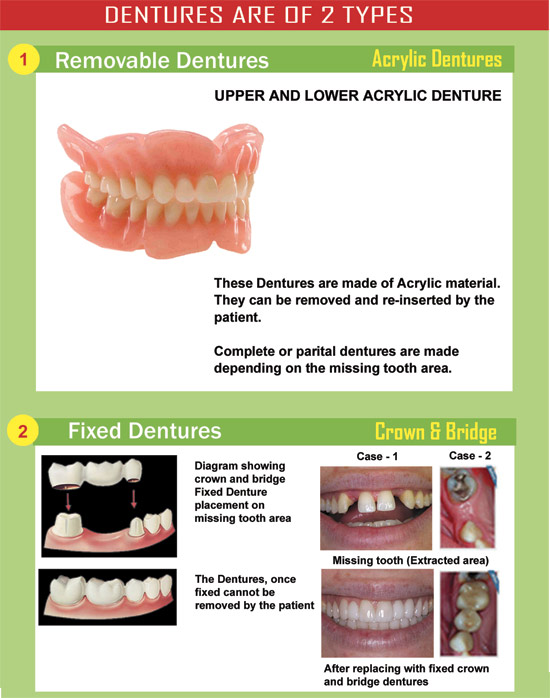 DENTURES ARE OF 2 TYPES
1 Removable Dentures Acrylic Dentures
UPPER AND LOWER ACRYLIC DENTURE
These Dentures are made of Acrylic material.
They can be removed and re-inserted by the
patient.
Complete or parital dentures are made
depending on the missing tooth area.
2 Fixed Dentures Crown & Bridge
Diagram showing
crown and bridge
Fixed Denture
placement on
missing tooth area
Case - 1 Case - 2
Missing tooth (Extracted area)
The Dentures, once
fixed cannot be
removed by the patient
After replacing with fixed crown
and bridge dentures